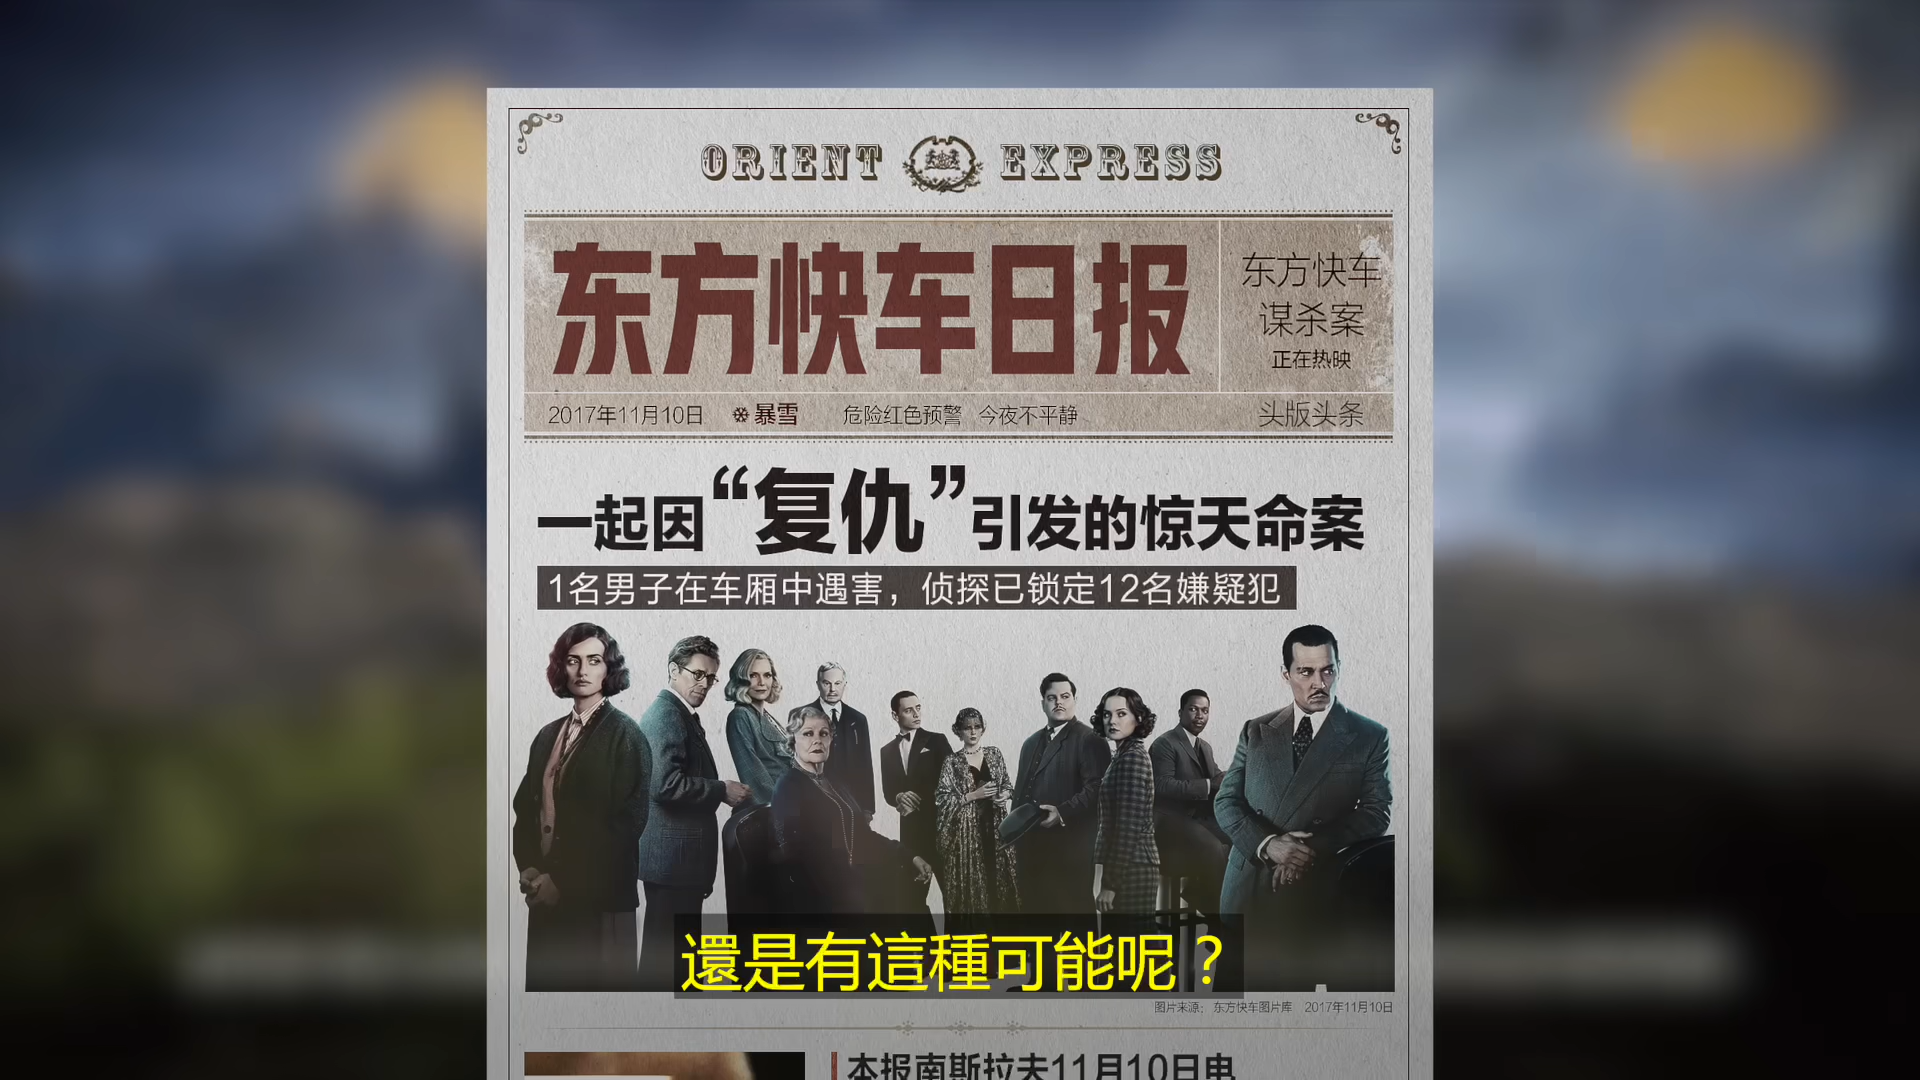 ORIENT EXPRESS
东方快车日报
东方快车
谋杀案
正在热映
2017年11月10日 暴雪 危险红色预警 今夜不平静 头版头条
一起因“复仇”引发的惊天命案
1名男子在车厢中遇害，侦探已锁定12名嫌疑犯
還是有這種可能呢？
图片来源： 东方快车图片库 2017年11月10日
本报南斯拉夫11月10日电